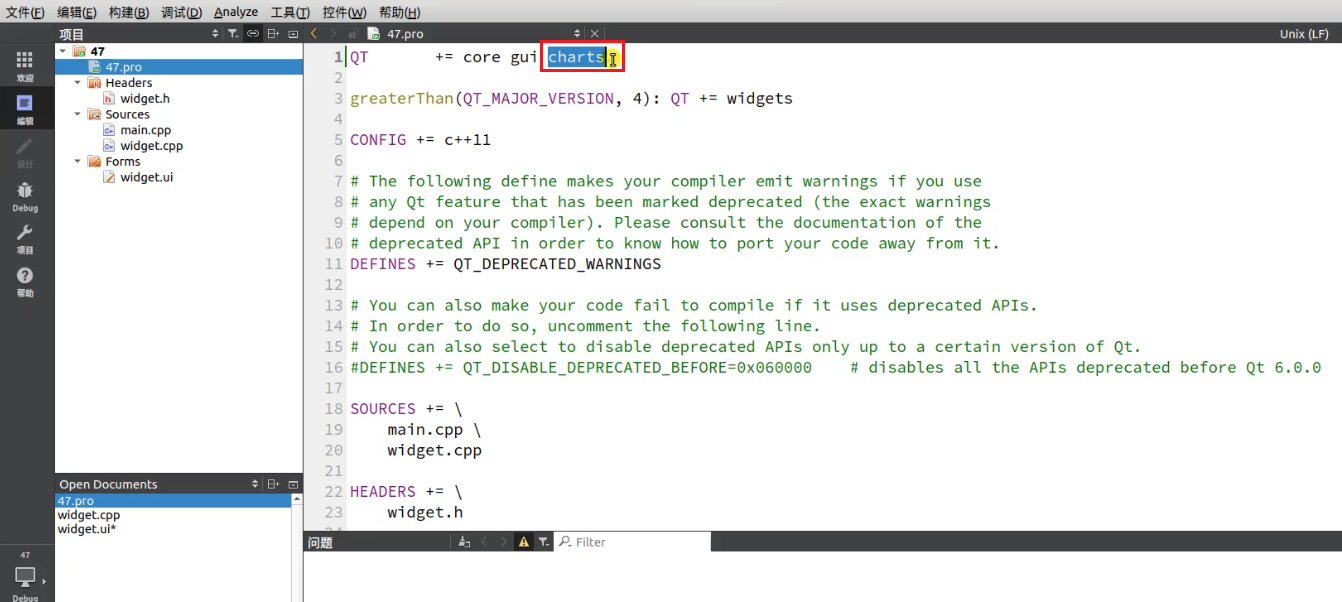 文件(F) 编辑(E) 构建(B) 调试(D) Analyze 工具(T) 控件(W) 帮助(H)
项目
47.pro
Unix (LF)
欢迎
编辑
设计
Debug
项目
帮助
47
Debug
47
47.pro
Headers
widget.h
Sources
main.cpp
widget.cpp
Forms
widget.ui
Open Documents
47.pro
widget.cpp
widget.ui*
1 QT += core gui charts
2
3 greaterThan(QT_MAJOR_VERSION, 4): QT += widgets
4
5 CONFIG += c++11
6
7 # The following define makes your compiler emit warnings if you use
8 # any Qt feature that has been marked deprecated (the exact warnings
9 # depend on your compiler). Please consult the documentation of the
10 # deprecated API in order to know how to port your code away from it.
11 DEFINES += QT_DEPRECATED_WARNINGS
12
13 # You can also make your code fail to compile if it uses deprecated APIs.
14 # In order to do so, uncomment the following line.
15 # You can also select to disable deprecated APIs only up to a certain version of Qt.
16 #DEFINES += QT_DISABLE_DEPRECATED_BEFORE=0x060000 # disables all the APIs deprecated before Qt 6.0.0
17
18 SOURCES += \
19 main.cpp \
20 widget.cpp
21
22 HEADERS += \
23 widget.h
问题
Filter